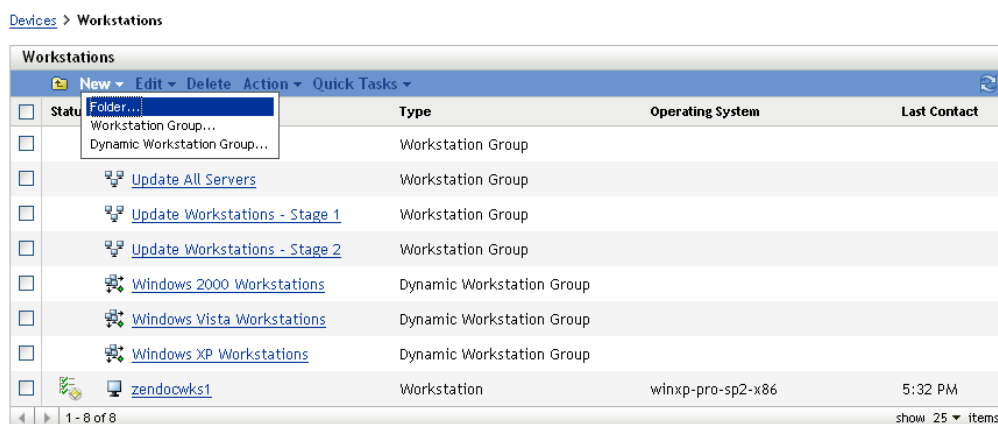 Devices > Workstations
Workstations
New Edit Delete Action Quick Tasks
Statu Type Operating System Last Contact
Folder...
Workstation Group...
Dynamic Workstation Group...
Workstation Group
Update All Servers Workstation Group
Update Workstations - Stage 1 Workstation Group
Update Workstations - Stage 2 Workstation Group
Windows 2000 Workstations Dynamic Workstation Group
Windows Vista Workstations Dynamic Workstation Group
Windows XP Workstations Dynamic Workstation Group
zendocwks1 Workstation winxp-pro-sp2-x86 5:32 PM
1 - 8 of 8 show 25 items